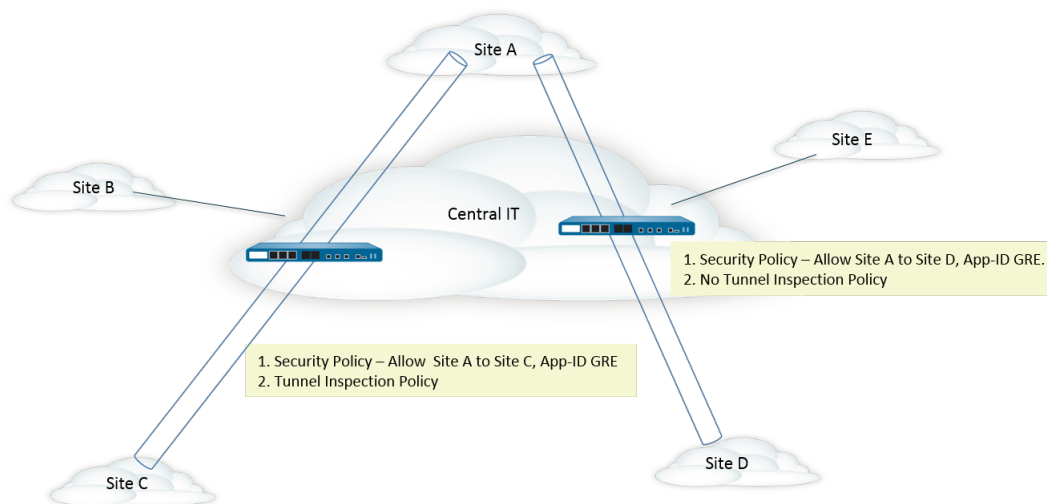 Site A
Site E
Site B
Central IT
1. Security Policy – Allow Site A to Site D, App-ID GRE.
2. No Tunnel Inspection Policy
1. Security Policy – Allow  Site A to Site C, App-ID GRE
2. Tunnel Inspection Policy
Site C
Site D